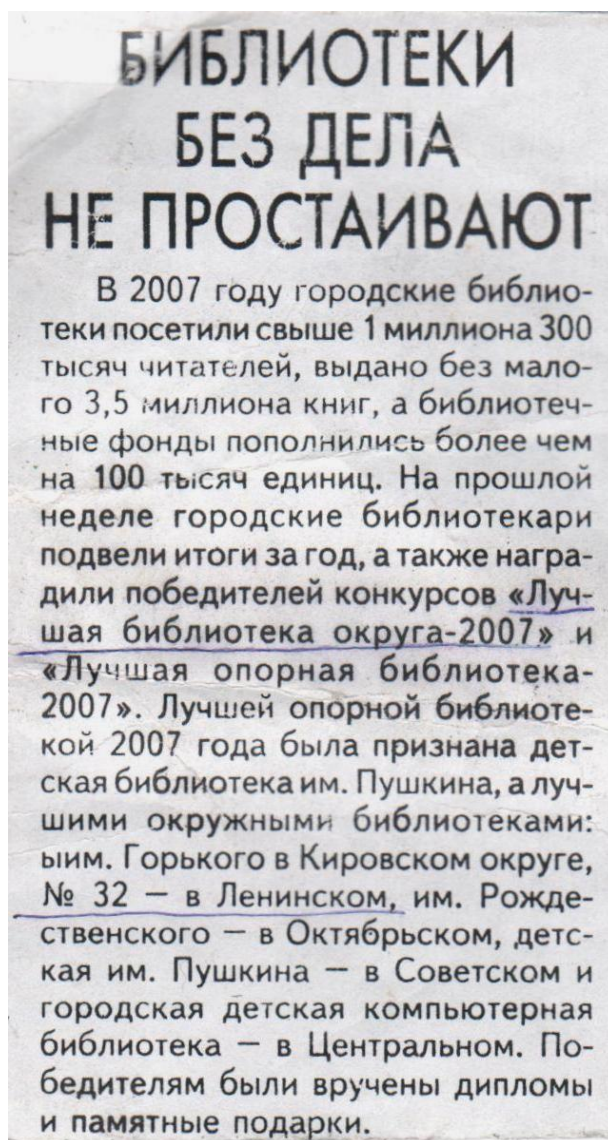 БИБЛИОТЕКИ
БЕЗ ДЕЛА
НЕ ПРОСТАИВАЮТ
В 2007 году городские библио-
теки посетили свыше 1 миллиона 300
тысяч читателей, выдано без мало-
го 3,5 миллиона книг, а библиотеч-
ные фонды пополнились более чем
на 100 тысяч единиц. На прошлой
неделе городские библиотекари
подвели итоги за год, а также награ-
дили победителей конкурсов «Луч-
шая библиотека округа-2007» и
«Лучшая опорная библиотека-
2007». Лучшей опорной библиоте-
кой 2007 года была признана дет-
ская библиотека им. Пушкина, а луч-
шими окружными библиотеками:
ыим. Горького в Кировском округе,
№ 32 – в Ленинском, им. Рожде-
ственского – в Октябрьском, детс-
кая им. Пушкина – в Советском и
городская детская компьютерная
библиотека – в Центральном. По-
бедителям были вручены дипломы
и памятные подарки.